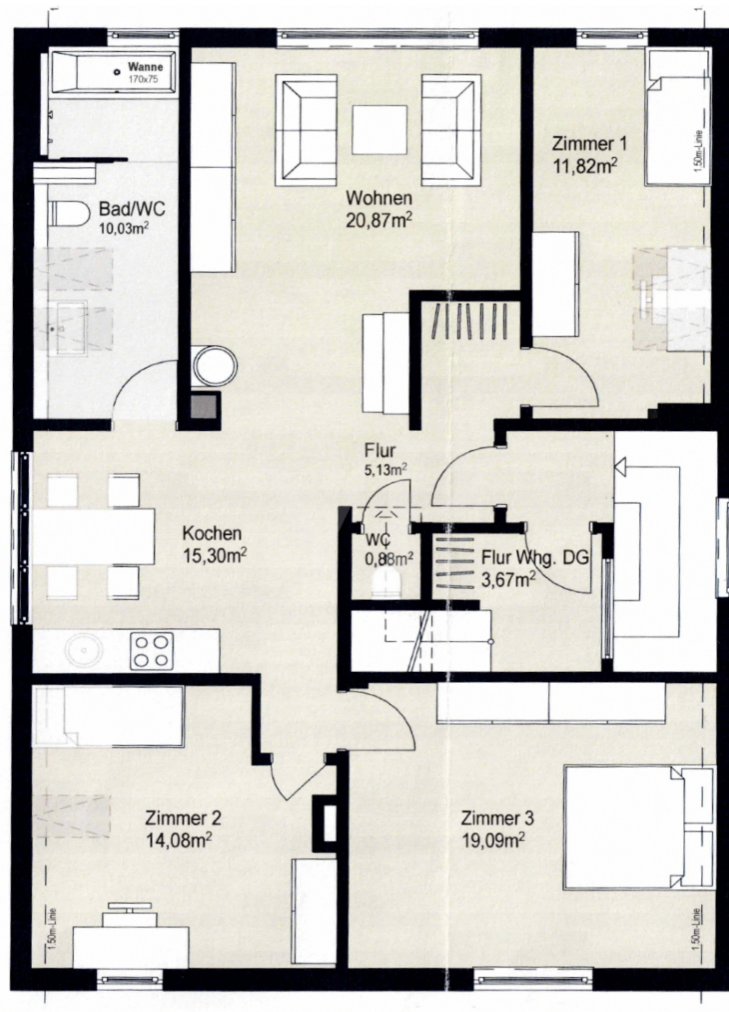 1
1
Wanne
170x75
Zimmer 1
11,82m²
1.50m-Linie
Wohnen
20,87m²
Bad/WC
10,03m²
Flur
5,13m²
Kochen
15,30m²
WC
0,88m²
Flur Whg. DG
3,67m²
Zimmer 2
14,08m²
Zimmer 3
19,09m²
1.50m-Linie
1.50m-Linie